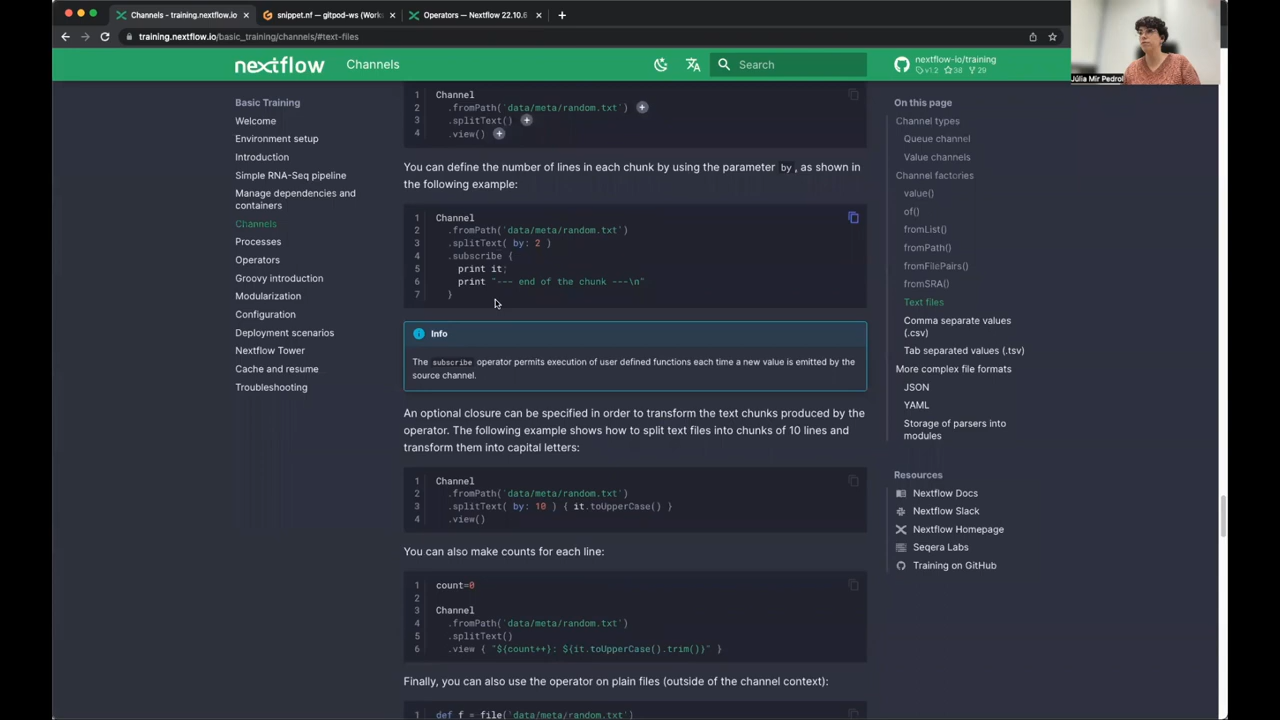 Channels - training.nextflow.io
snippet.nf — gitpod-ws (Work
Operators — Nextflow 22.10.6
training.nextflow.io/basic_training/channels/#text-files
nextflow
Channels
Search
nextflow-io/training
v1.2 38 29
Júlia Mir Pedrol
Basic Training
Welcome
Environment setup
Introduction
Simple RNA-Seq pipeline
Manage dependencies and
containers
Channels
Processes
Operators
Groovy introduction
Modularization
Configuration
Deployment scenarios
Nextflow Tower
Cache and resume
Troubleshooting
1 Channel
2 .fromPath('data/meta/random.txt')
3 .splitText()
4 .view()
You can define the number of lines in each chunk by using the parameter by, as shown in
the following example:
1 Channel
2 .fromPath('data/meta/random.txt')
3 .splitText( by: 2 )
4 .subscribe {
5 print it;
6 print "--- end of the chunk ---\n"
7 }
Info
The subscribe operator permits execution of user defined functions each time a new value is emitted by the
source channel.
An optional closure can be specified in order to transform the text chunks produced by the
operator. The following example shows how to split text files into chunks of 10 lines and
transform them into capital letters:
1 Channel
2 .fromPath('data/meta/random.txt')
3 .splitText( by: 10 ) { it.toUpperCase() }
4 .view()
You can also make counts for each line:
1 count=0
2
3 Channel
4 .fromPath('data/meta/random.txt')
5 .splitText()
6 .view { "${count++}: ${it.toUpperCase().trim()}" }
Finally, you can also use the operator on plain files (outside of the channel context):
1 def f = file('data/meta/random.txt')
On this page
Channel types
Queue channel
Value channels
Channel factories
value()
of()
fromList()
fromPath()
fromFilePairs()
fromSRA()
Text files
Comma separate values
(.csv)
Tab separated values (.tsv)
More complex file formats
JSON
YAML
Storage of parsers into
modules
Resources
Nextflow Docs
Nextflow Slack
Nextflow Homepage
Seqera Labs
Training on GitHub